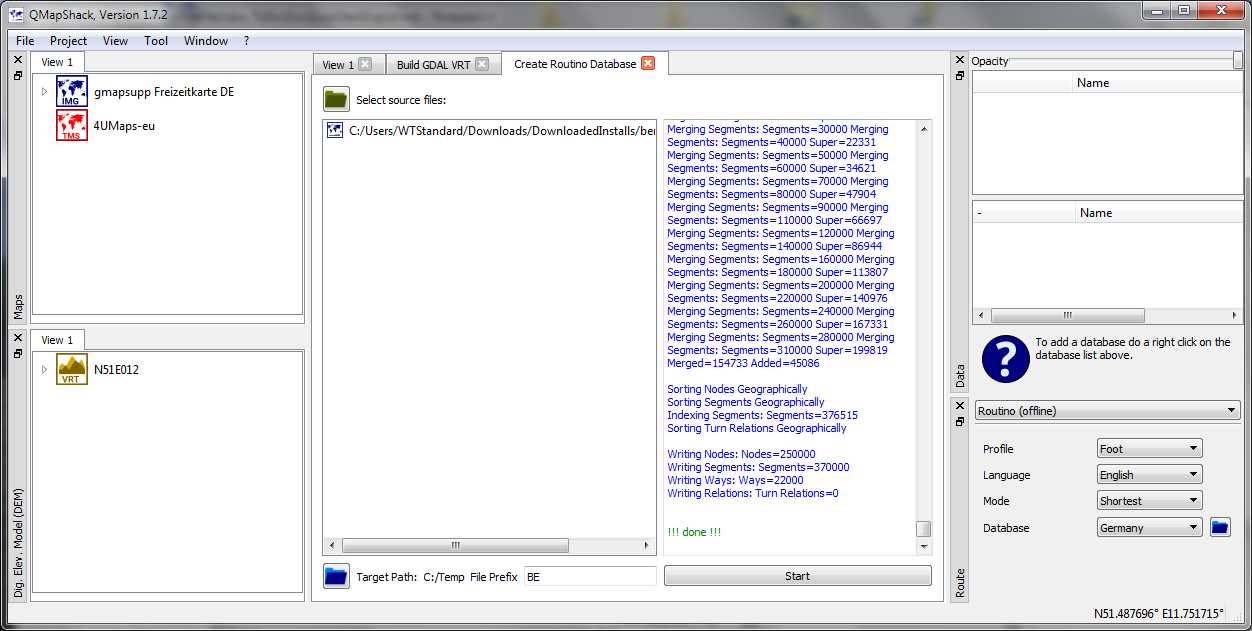 QMapShack, Version 1.7.2
File Project View Tool Window ?
View 1
gmapsupp Freizeitkarte DE
IMG
4UMaps-eu
TMS
Maps
View 1
N51E012
VRT
Dig. Elev. Model (DEM)
View 1 Build GDAL VRT Create Routino Database
Select source files:
C:/Users/WTStandard/Downloads/DownloadedInstalls/be
Merging Segments: Segments=30000 Merging
Segments: Segments=40000 Super=22331
Merging Segments: Segments=50000 Merging
Segments: Segments=60000 Super=34621
Merging Segments: Segments=70000 Merging
Segments: Segments=80000 Super=47904
Merging Segments: Segments=90000 Merging
Segments: Segments=110000 Super=66697
Merging Segments: Segments=120000 Merging
Segments: Segments=140000 Super=86944
Merging Segments: Segments=160000 Merging
Segments: Segments=180000 Super=113807
Merging Segments: Segments=200000 Merging
Segments: Segments=220000 Super=140976
Merging Segments: Segments=240000 Merging
Segments: Segments=260000 Super=167331
Merging Segments: Segments=280000 Merging
Segments: Segments=310000 Super=199819
Merged=154733 Added=45086
Sorting Nodes Geographically
Sorting Segments Geographically
Indexing Segments: Segments=376515
Sorting Turn Relations Geographically
Writing Nodes: Nodes=250000
Writing Segments: Segments=370000
Writing Ways: Ways=22000
Writing Relations: Turn Relations=0
!!! done !!!
Target Path: C:/Temp File Prefix BE
Start
Opacity
Name
- Name
To add a database do a right click on the
database list above.
Data
Routino (offline)
Profile Foot
Language English
Mode Shortest
Database Germany
Route
N51.487696° E11.751715°